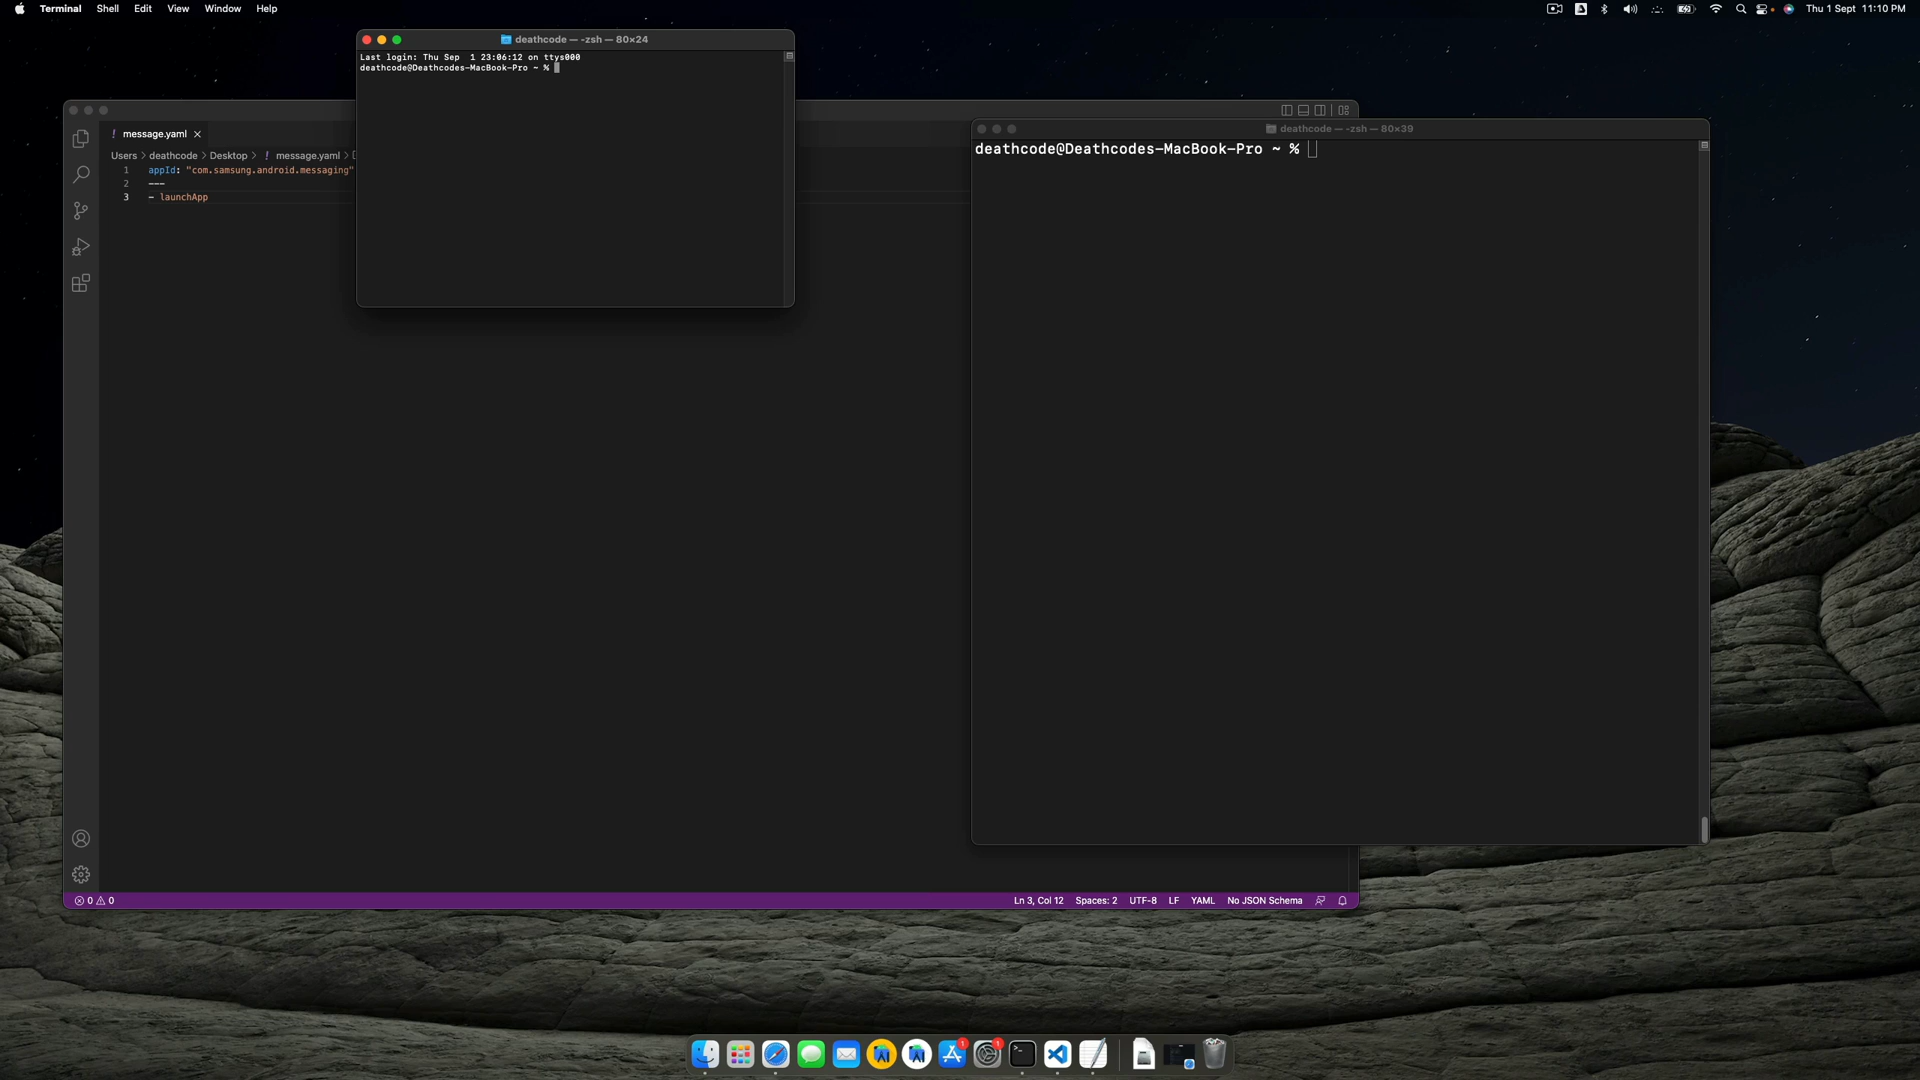 Terminal Shell Edit View Window Help
Thu 1 Sept 11:10 PM
deathcode — -zsh — 80×24
Last login: Thu Sep  1 23:06:12 on ttys000
deathcode@Deathcodes-MacBook-Pro ~ %
! message.yaml ×
Users > deathcode > Desktop > ! message.yaml >
1 appId: "com.samsung.android.messaging"
2 ---
3 - launchApp
deathcode — -zsh — 80×39
deathcode@Deathcodes-MacBook-Pro ~ %
0 0
Ln 3, Col 12 Spaces: 2 UTF-8 LF YAML No JSON Schema
1 1